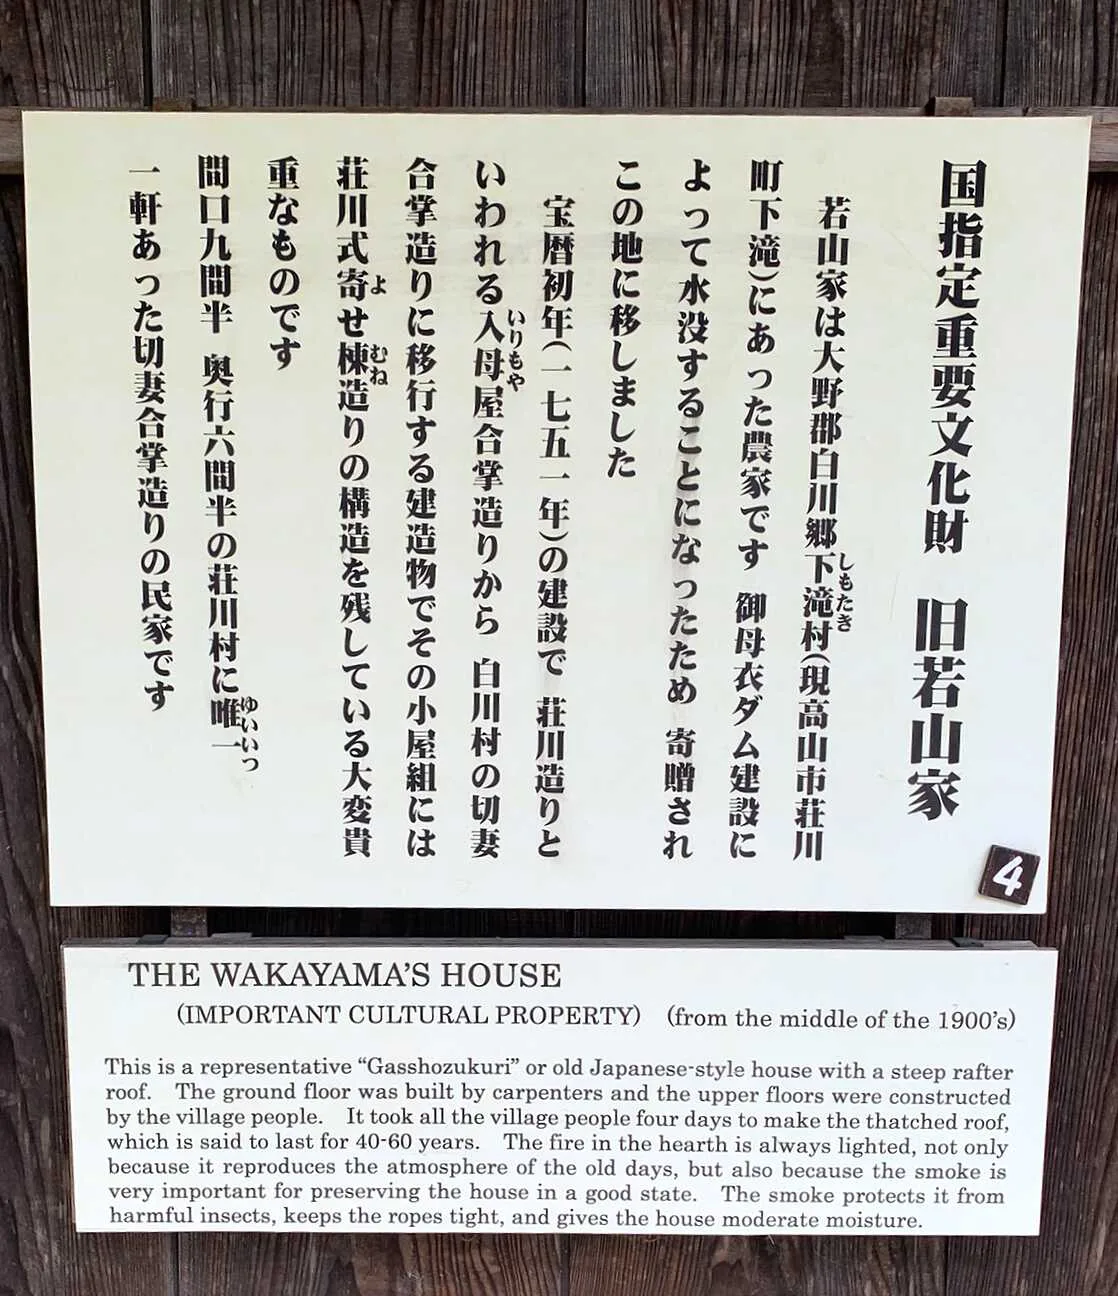 国指定重要文化財　旧若山家
若山家は大野郡白川郷下滝村(現高山市荘川
しもたき
町下滝)にあった農家です　御母衣ダム建設に
よって水没することになったため　寄贈され
この地に移しました
宝暦初年(一七五一年)の建設で　荘川造りと
いわれる入母屋合掌造りから　白川村の切妻
いりもや
合掌造りに移行する建造物でその小屋組には
荘川式寄せ棟造りの構造を残している大変貴
よ　むね
重なものです
間口九間半　奥行六間半の荘川村に唯一
ゆいいっ
一軒あった切妻合掌造りの民家です
4
THE WAKAYAMA'S HOUSE
(IMPORTANT CULTURAL PROPERTY)　(from the middle of the 1900's)
This is a representative “Gasshozukuri” or old Japanese-style house with a steep rafter
roof.　The ground floor was built by carpenters and the upper floors were constructed
by the village people.　It took all the village people four days to make the thatched roof,
which is said to last for 40-60 years.　The fire in the hearth is always lighted, not only
because it reproduces the atmosphere of the old days, but also because the smoke is
very important for preserving the house in a good state.　The smoke protects it from
harmful insects, keeps the ropes tight, and gives the house moderate moisture.